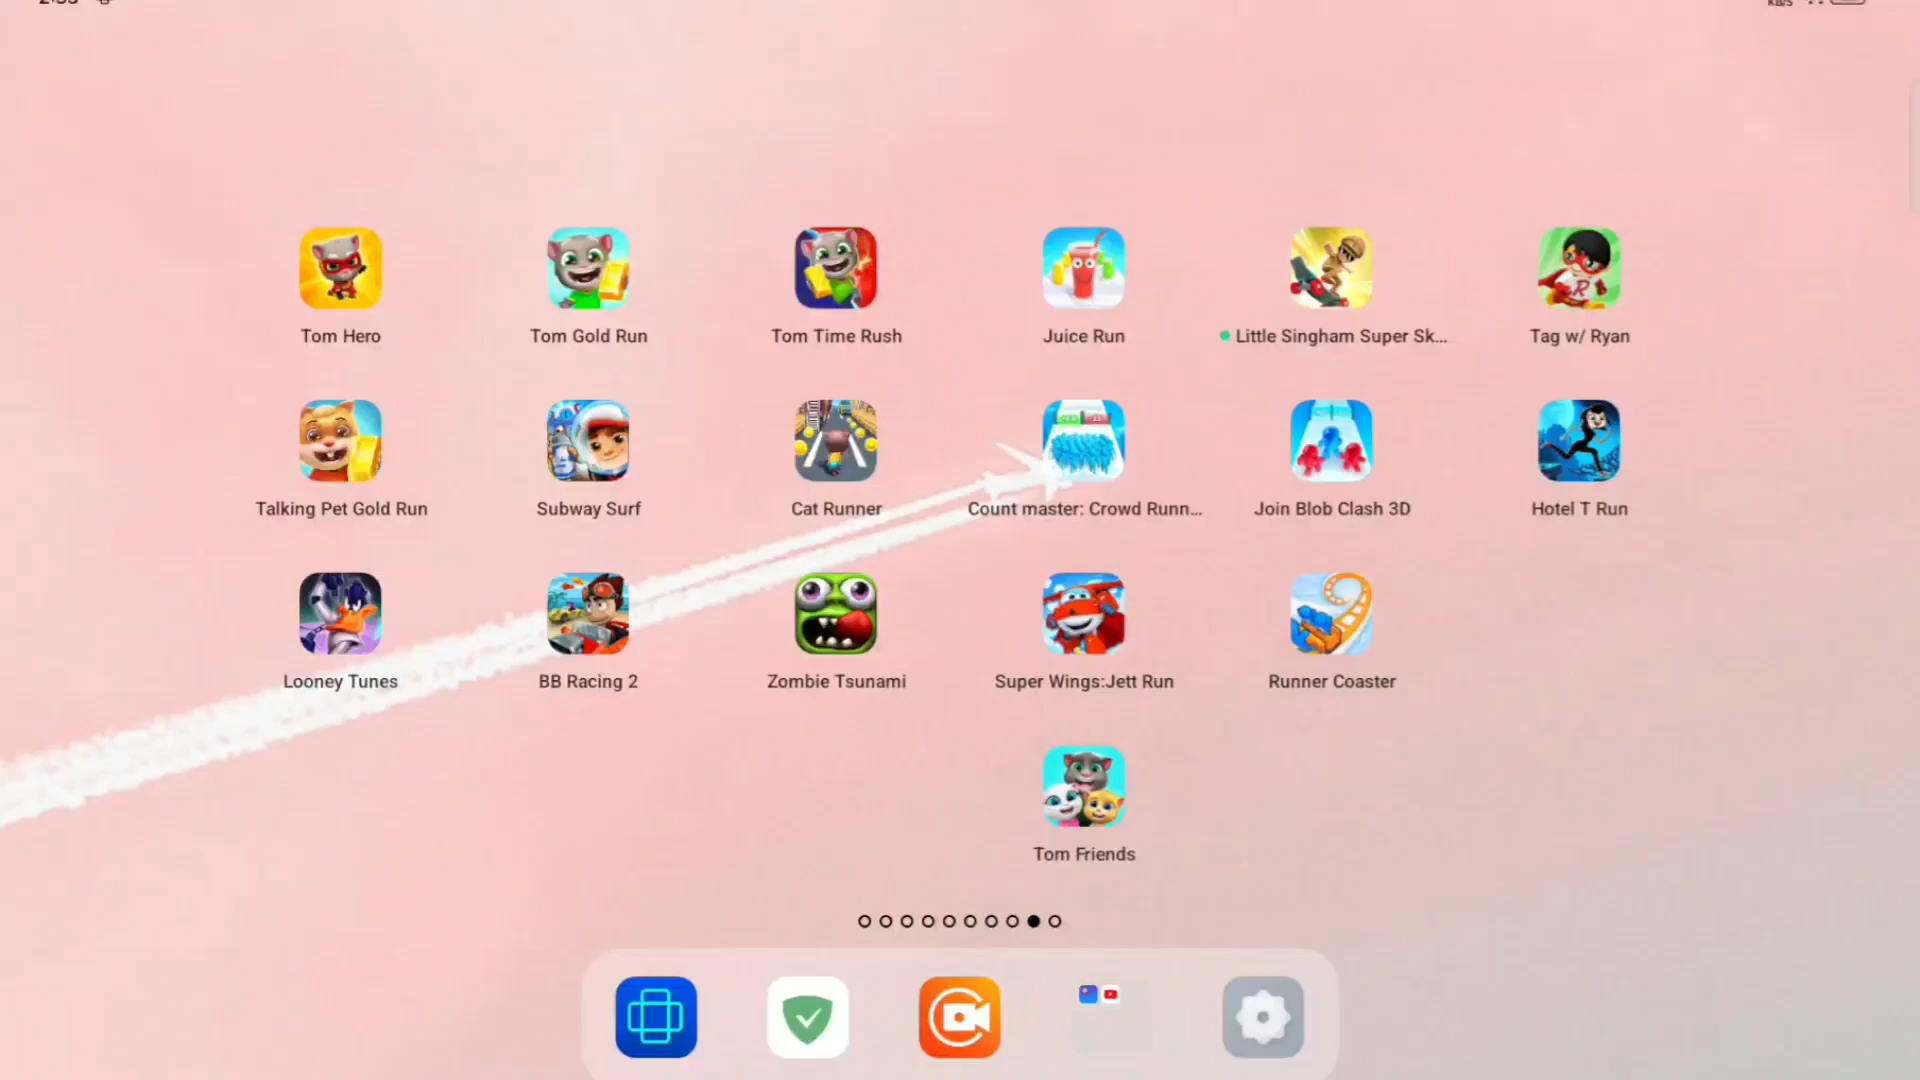 Tom Hero
Tom Gold Run
Tom Time Rush
Juice Run
Little Singham Super Sk...
Tag w/ Ryan
Talking Pet Gold Run
Subway Surf
Cat Runner
Count master: Crowd Runn...
Join Blob Clash 3D
Hotel T Run
Looney Tunes
BB Racing 2
Zombie Tsunami
Super Wings:Jett Run
Runner Coaster
Tom Friends